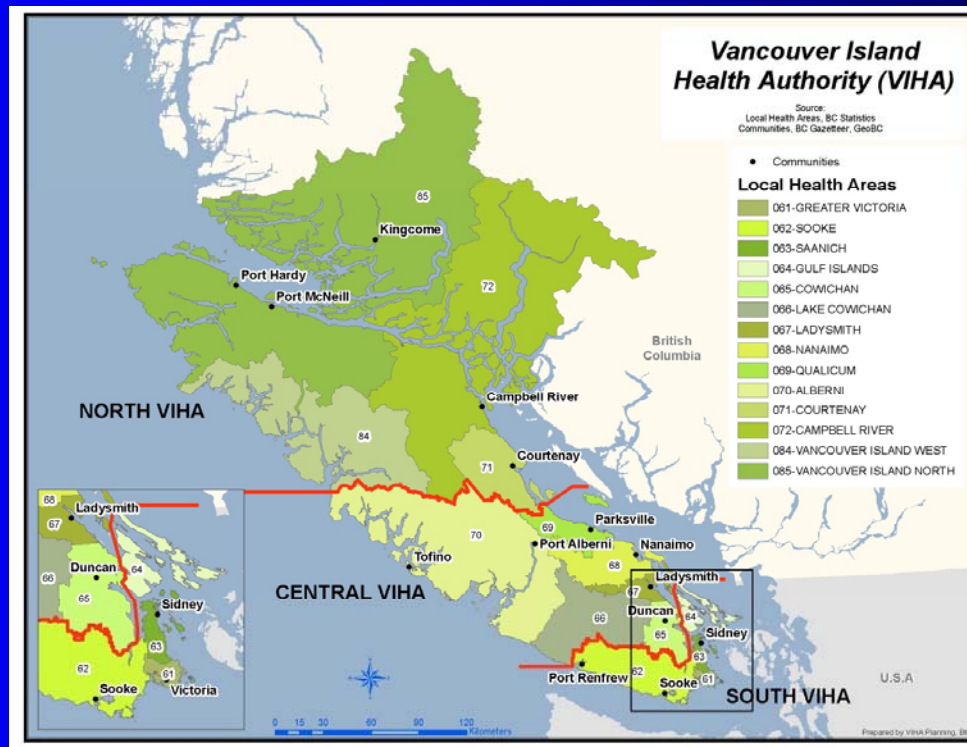 Vancouver Island
Health Authority (VIHA)
Source:
Local Health Areas, BC Statistics
Communities, BC Gazetteer, GeoBC
Communities
Local Health Areas
061-GREATER VICTORIA
062-SOOKE
063-SAANICH
064-GULF ISLANDS
065-COWICHAN
066-LAKE COWICHAN
067-LADYSMITH
068-NANAIMO
069-QUALICUM
070-ALBERNI
071-COURTENAY
072-CAMPBELL RIVER
084-VANCOUVER ISLAND WEST
085-VANCOUVER ISLAND NORTH
85
Kingcome
Port Hardy
72
Port McNeill
British
Columbia
Campbell River
NORTH VIHA
84
71
Courtenay
70
69
Parksville
Port Alberni
Nanaimo
Tofino
68
CENTRAL VIHA
67
Ladysmith
66
Duncan
64
65
Sidney
63
Port Renfrew
62
61
Sooke
SOUTH VIHA
U.S.A
68
Ladysmith
67
66
Duncan
64
65
Sidney
63
62
61
Victoria
Sooke
0 15 30 60 90 120
Kilometers
Prepared by VIHA Planning,